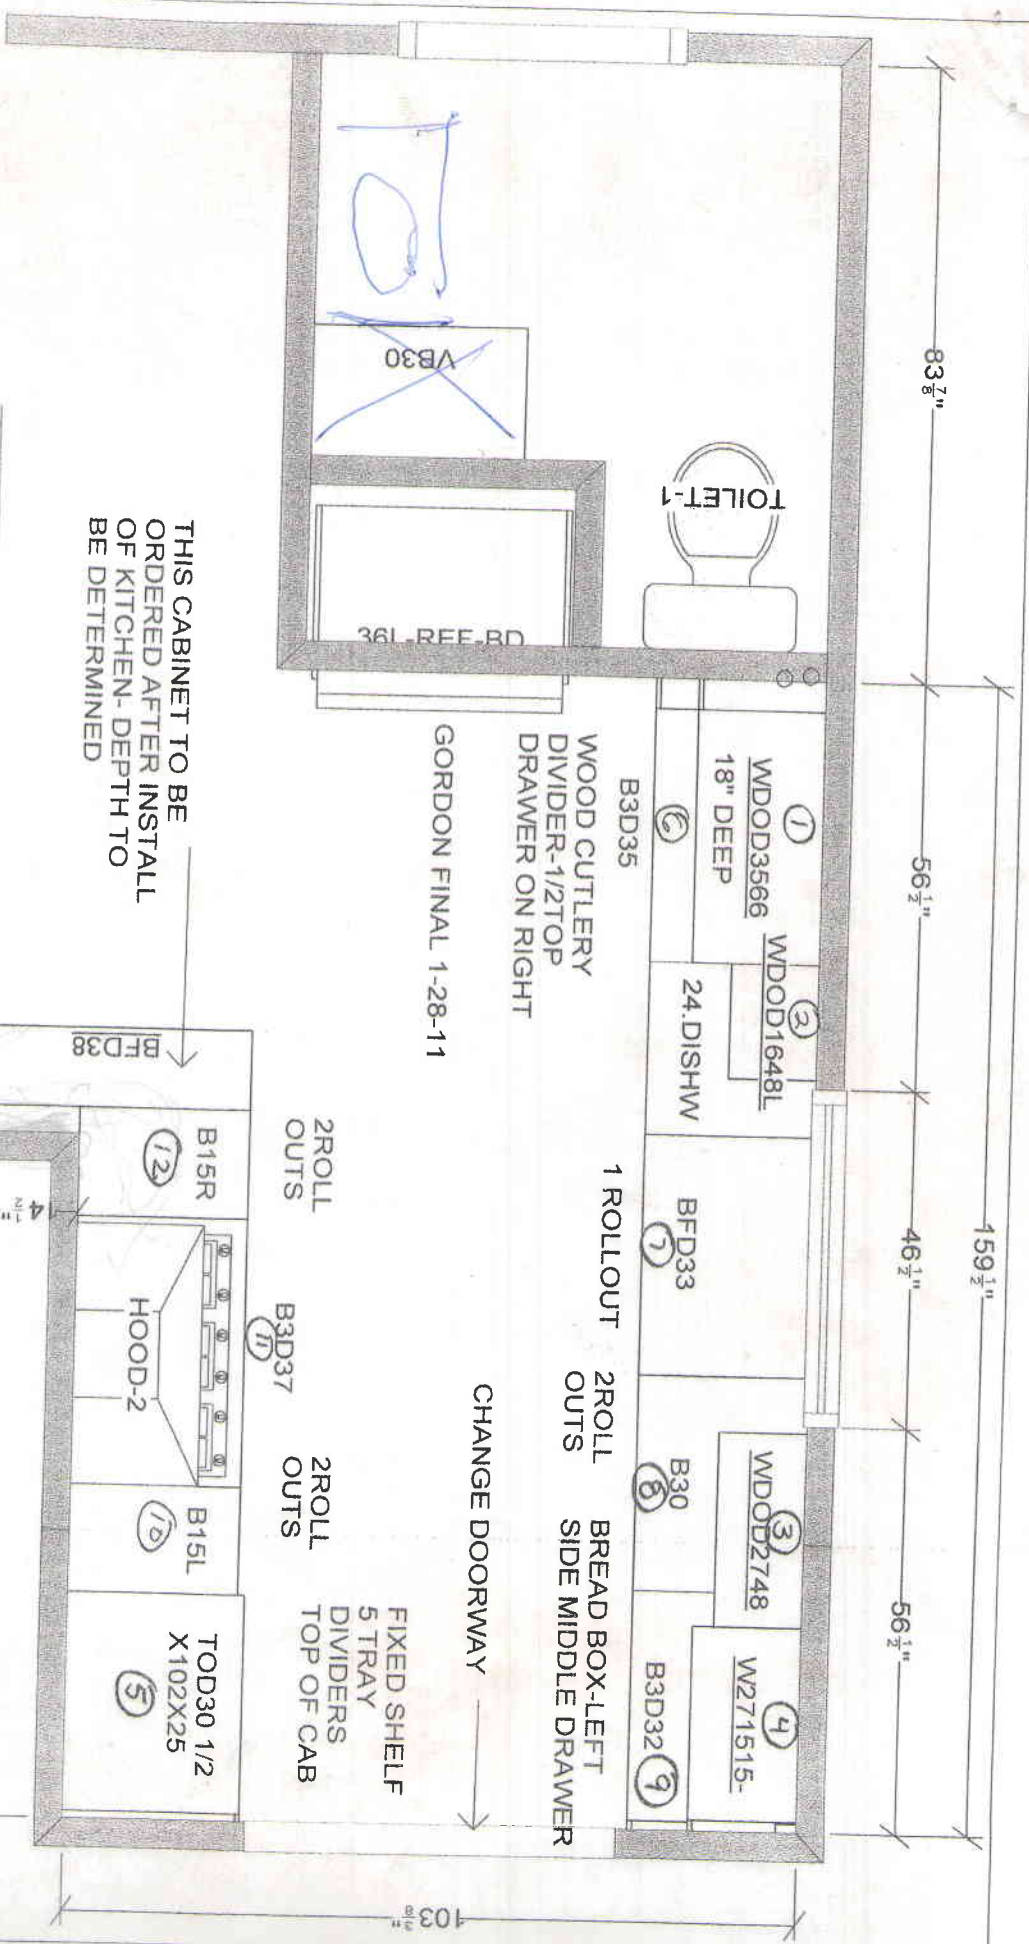 83 7/8"
56 1/2"
46 1/2"
56 1/2"
159 1/2"
103 3/8"
4 1/2"
VB30
TOILET-1
36L-REF-RD
1
WDOD3566
18" DEEP
6
2
WDOD1648L
24.DISHW
B3D35
WOOD CUTLERY
DIVIDER-1/2TOP
DRAWER ON RIGHT
GORDON FINAL 1-28-11
BFD33
7
1 ROLLOUT
3
WDOD2748
B30
8
2ROLL
OUTS
4
W271515-
B3D32 9
BREAD BOX-LEFT
SIDE MIDDLE DRAWER
CHANGE DOORWAY
THIS CABINET TO BE
ORDERED AFTER INSTALL
OF KITCHEN- DEPTH TO
BE DETERMINED
BFD38
2ROLL
OUTS
B15R
12
B3D37
11
HOOD-2
2ROLL
OUTS
B15L
10
FIXED SHELF
5 TRAY
DIVIDERS
TOP OF CAB
TOD30 1/2
X102X25
5